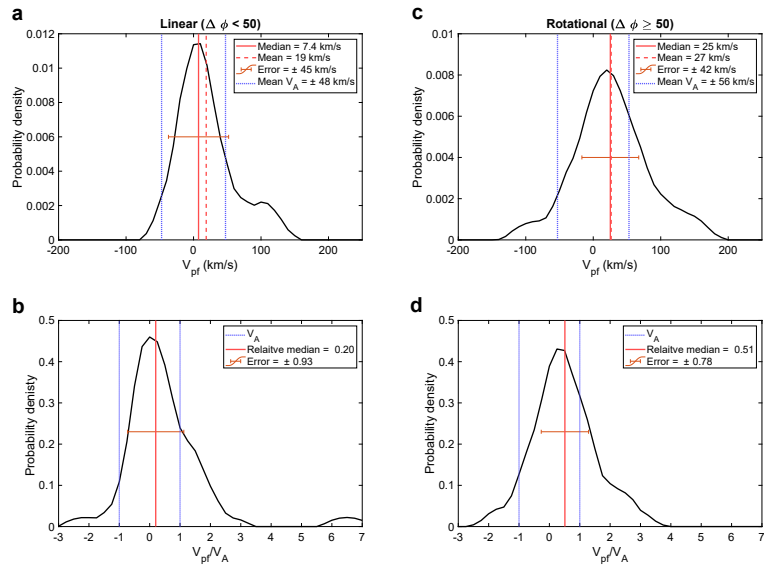 a
Linear (Δ ϕ < 50)
Probability density
0.012
0.01
0.008
0.006
0.004
0.002
0
-200 -100 0 100 200
V_pf (km/s)
Median = 7.4 km/s
Mean = 19 km/s
Error = ± 45 km/s
Mean V_A = ± 48 km/s
c
Rotational (Δ ϕ ≥ 50)
Probability density
0.01
0.008
0.006
0.004
0.002
0
-200 -100 0 100 200
V_pf (km/s)
Median = 25 km/s
Mean = 27 km/s
Error = ± 42 km/s
Mean V_A = ± 56 km/s
b
Probability denisty
0.5
0.4
0.3
0.2
0.1
0
-3 -2 -1 0 1 2 3 4 5 6 7
V_pf/V_A
V_A
Relaitve median = 0.20
Error = ± 0.93
d
Probability denisty
0.5
0.4
0.3
0.2
0.1
0
-3 -2 -1 0 1 2 3 4 5 6 7
V_pf/V_A
V_A
Relaitve median = 0.51
Error = ± 0.78